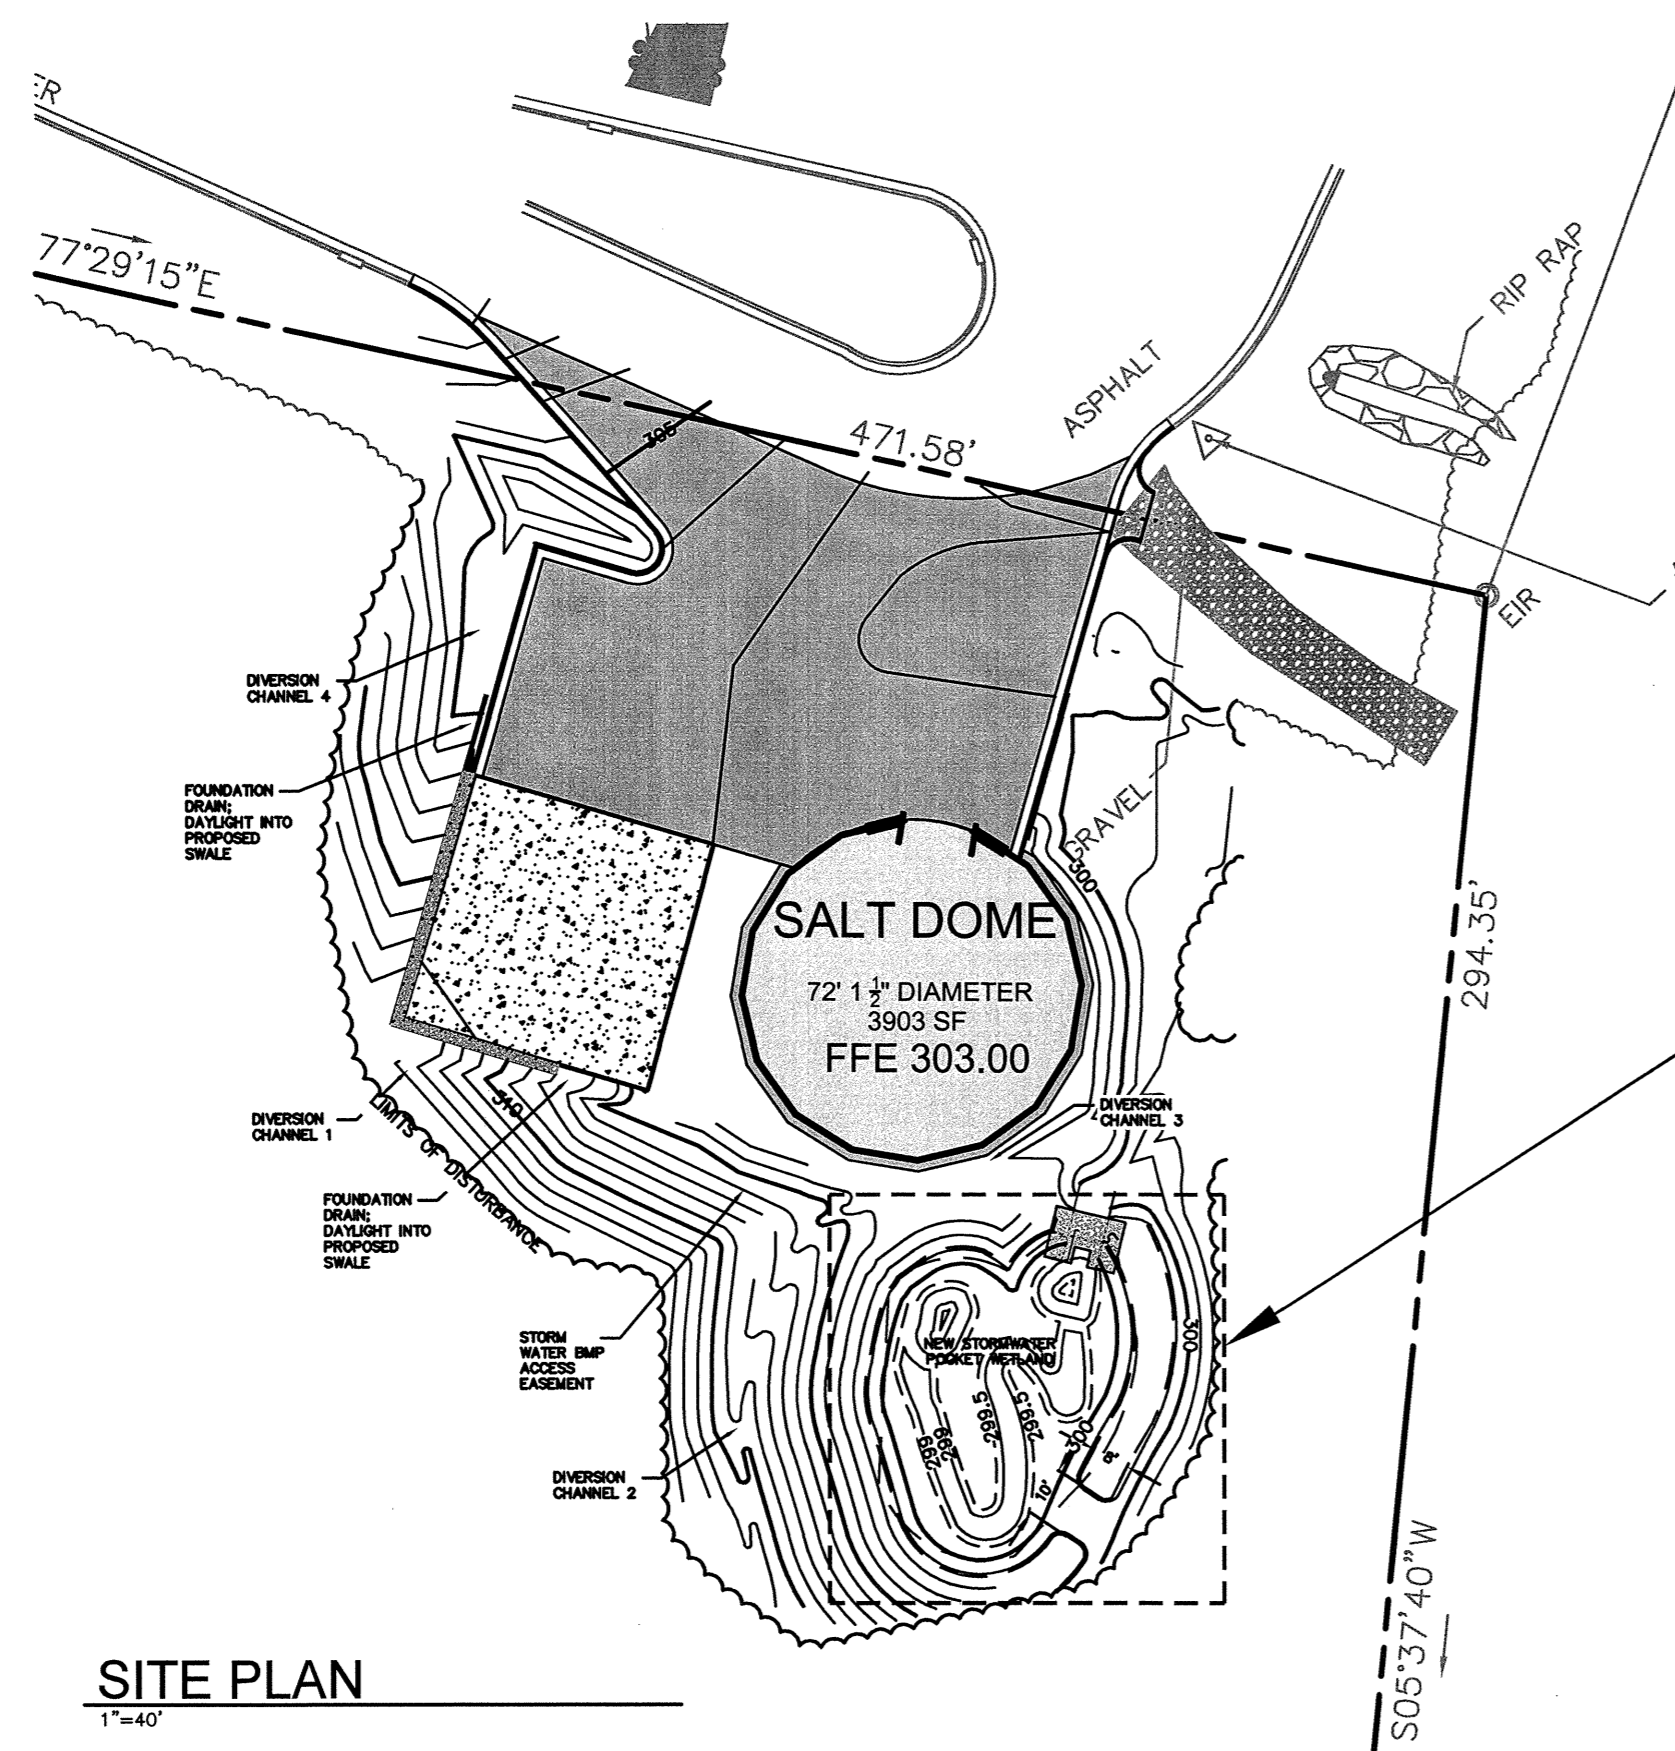 ER
77°29'15"E
471.58'
ASPHALT
RIP RAP
EIR
305
DIVERSION
CHANNEL 4
FOUNDATION
DRAIN;
DAYLIGHT INTO
PROPOSED
SWALE
GRAVEL
300
SALT DOME
72' 1 1/2" DIAMETER
3903 SF
FFE 303.00
294.35'
310
DIVERSION
CHANNEL 1
LIMITS OF DISTURBANCE
DIVERSION
CHANNEL 3
FOUNDATION
DRAIN;
DAYLIGHT INTO
PROPOSED
SWALE
STORM
WATER BMP
ACCESS
EASEMENT
NEW STORMWATER
POCKET WETLAND
300
299.5
299.5
299
299
300
8'
10'
DIVERSION
CHANNEL 2
S05°37'40"W
SITE PLAN
1"=40'